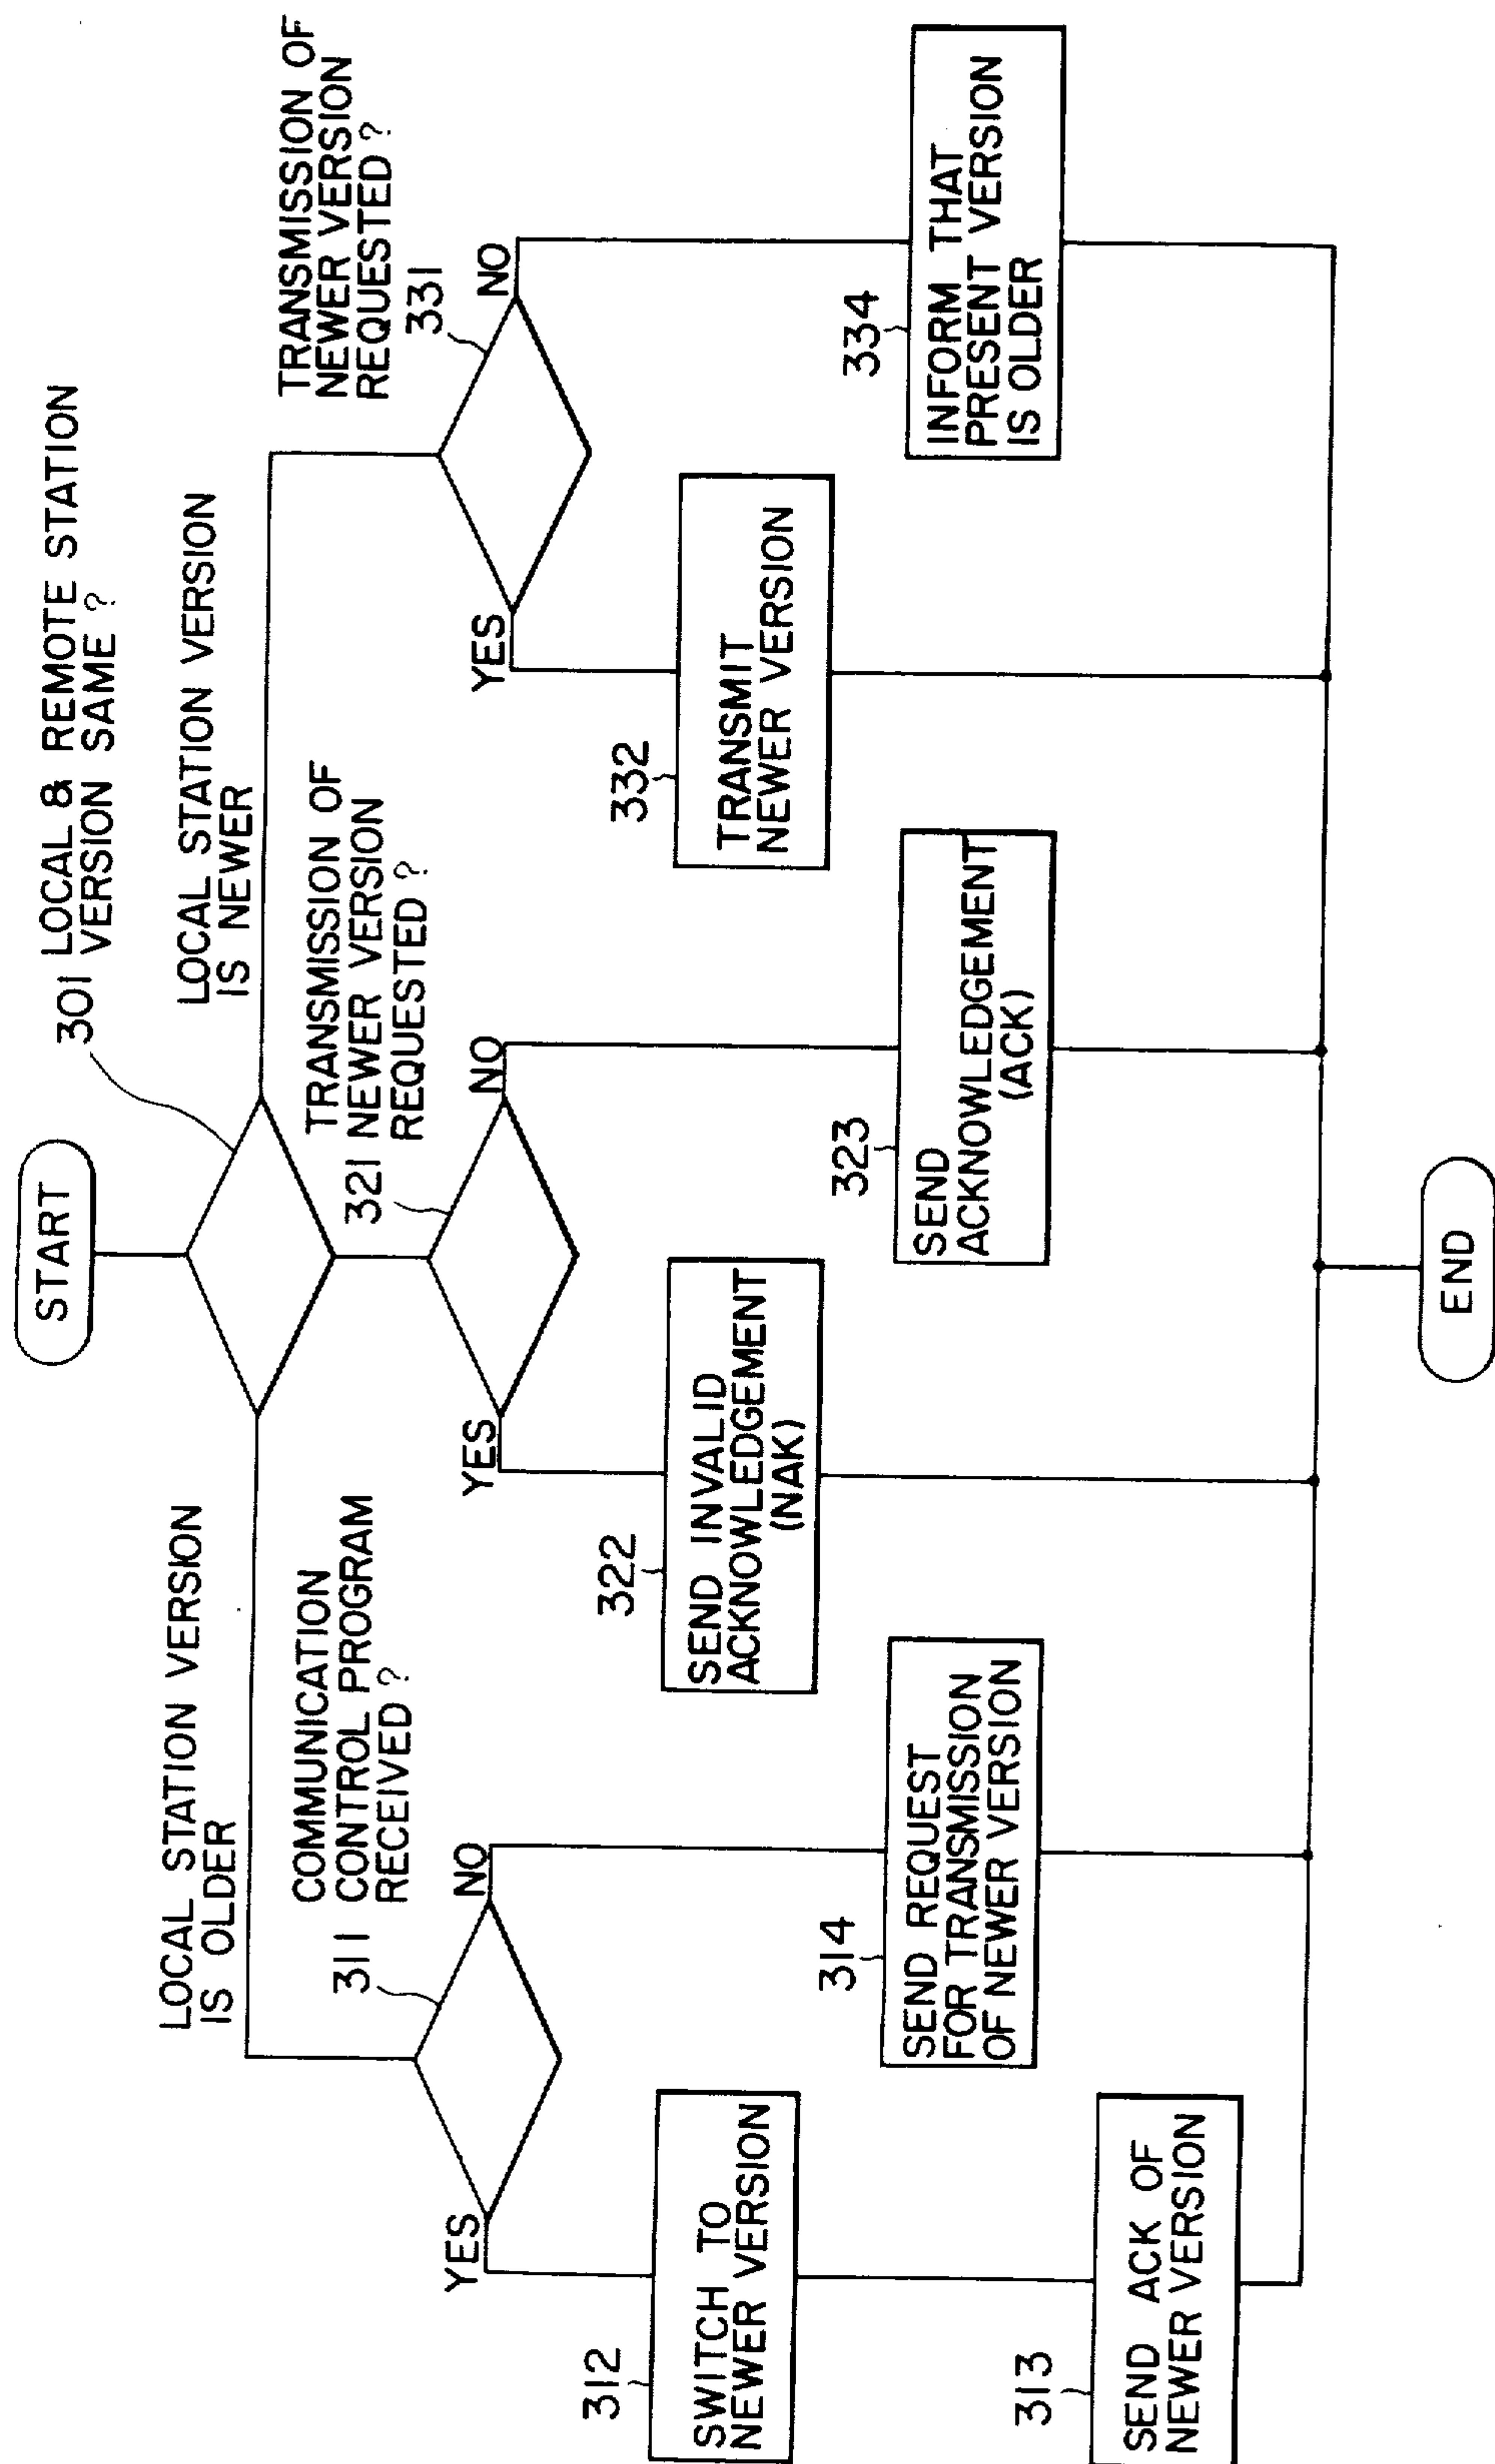 START
301 LOCAL & REMOTE STATION
VERSION SAME ?
LOCAL STATION VERSION
IS OLDER
LOCAL STATION VERSION
IS NEWER
COMMUNICATION
311 CONTROL PROGRAM
RECEIVED ?
TRANSMISSION OF
321 NEWER VERSION
REQUESTED ?
TRANSMISSION OF
NEWER VERSION
REQUESTED ?
331
YES
NO
YES
NO
YES
NO
312
SWITCH TO
NEWER VERSION
322
SEND INVALID
ACKNOWLEDGEMENT
(NAK)
332
TRANSMIT
NEWER VERSION
314
SEND REQUEST
FOR TRANSMISSION
OF NEWER VERSION
323
SEND
ACKNOWLEDGEMENT
(ACK)
334
INFORM THAT
PRESENT VERSION
IS OLDER
313
SEND ACK OF
NEWER VERSION
END